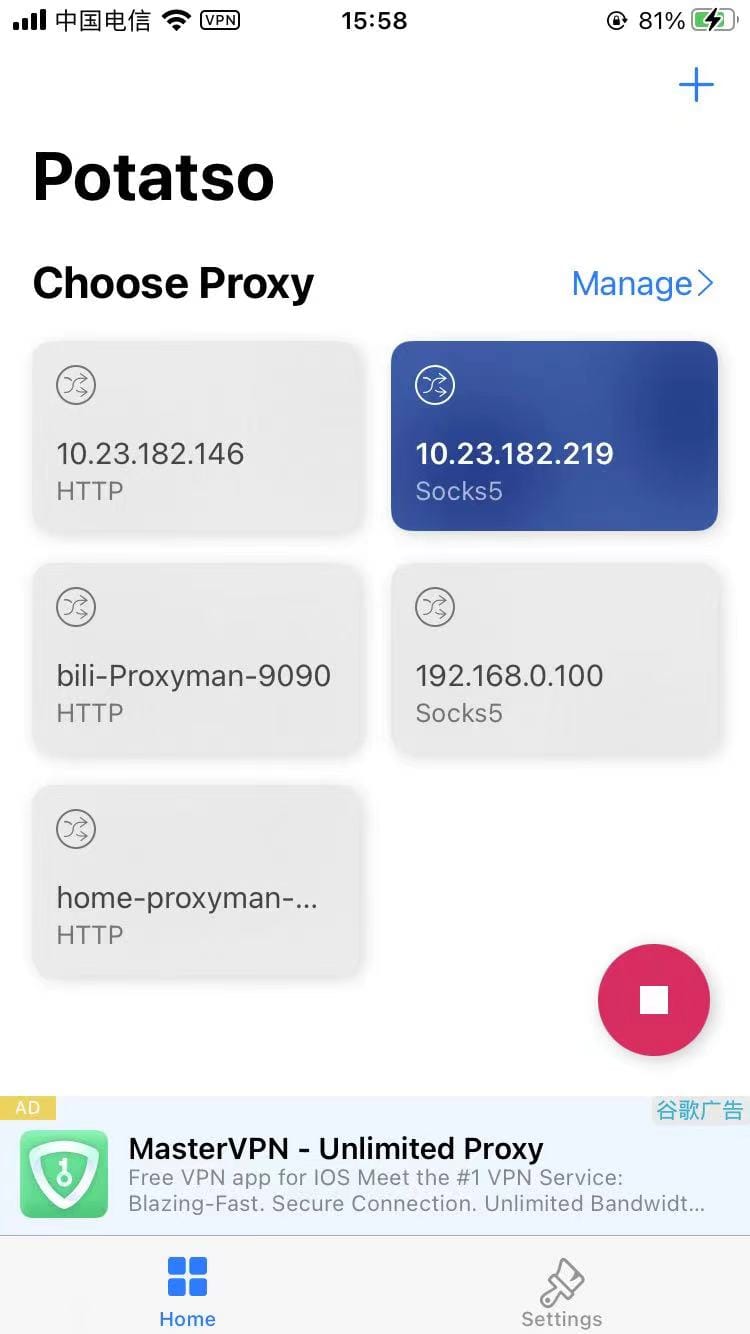 中国电信 VPN 15:58 81%
Potatso
Choose Proxy Manage
10.23.182.146
HTTP
10.23.182.219
Socks5
bili-Proxyman-9090
HTTP
192.168.0.100
Socks5
home-proxyman-...
HTTP
AD 谷歌广告
MasterVPN - Unlimited Proxy
Free VPN app for IOS Meet the #1 VPN Service:
Blazing-Fast. Secure Connection. Unlimited Bandwidt...
Home Settings